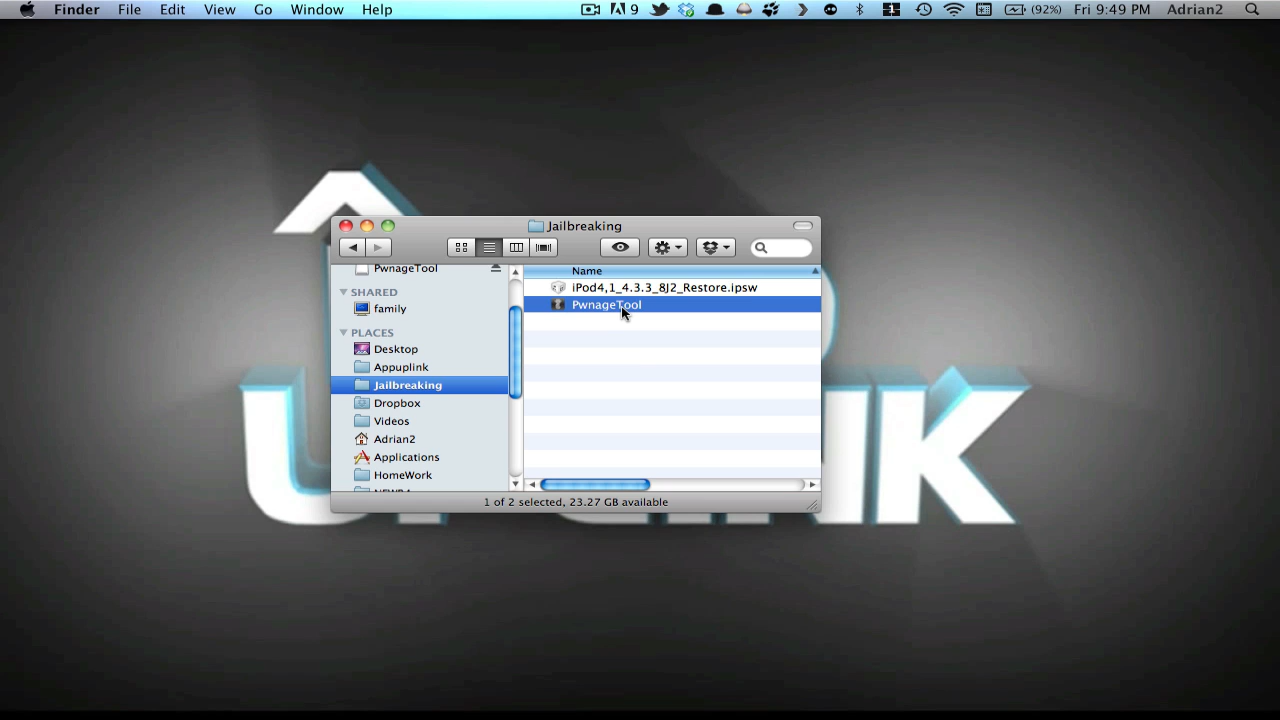 Finder File Edit View Go Window Help 9 1 (92%) Fri 9:49 PM Adrian2
Jailbreaking
PwnageTool
Name
SHARED
iPod4,1_4.3.3_8J2_Restore.ipsw
family
PwnageTool
PLACES
Desktop
Appuplink
Jailbreaking
Dropbox
Videos
Adrian2
Applications
HomeWork
1 of 2 selected, 23.27 GB available